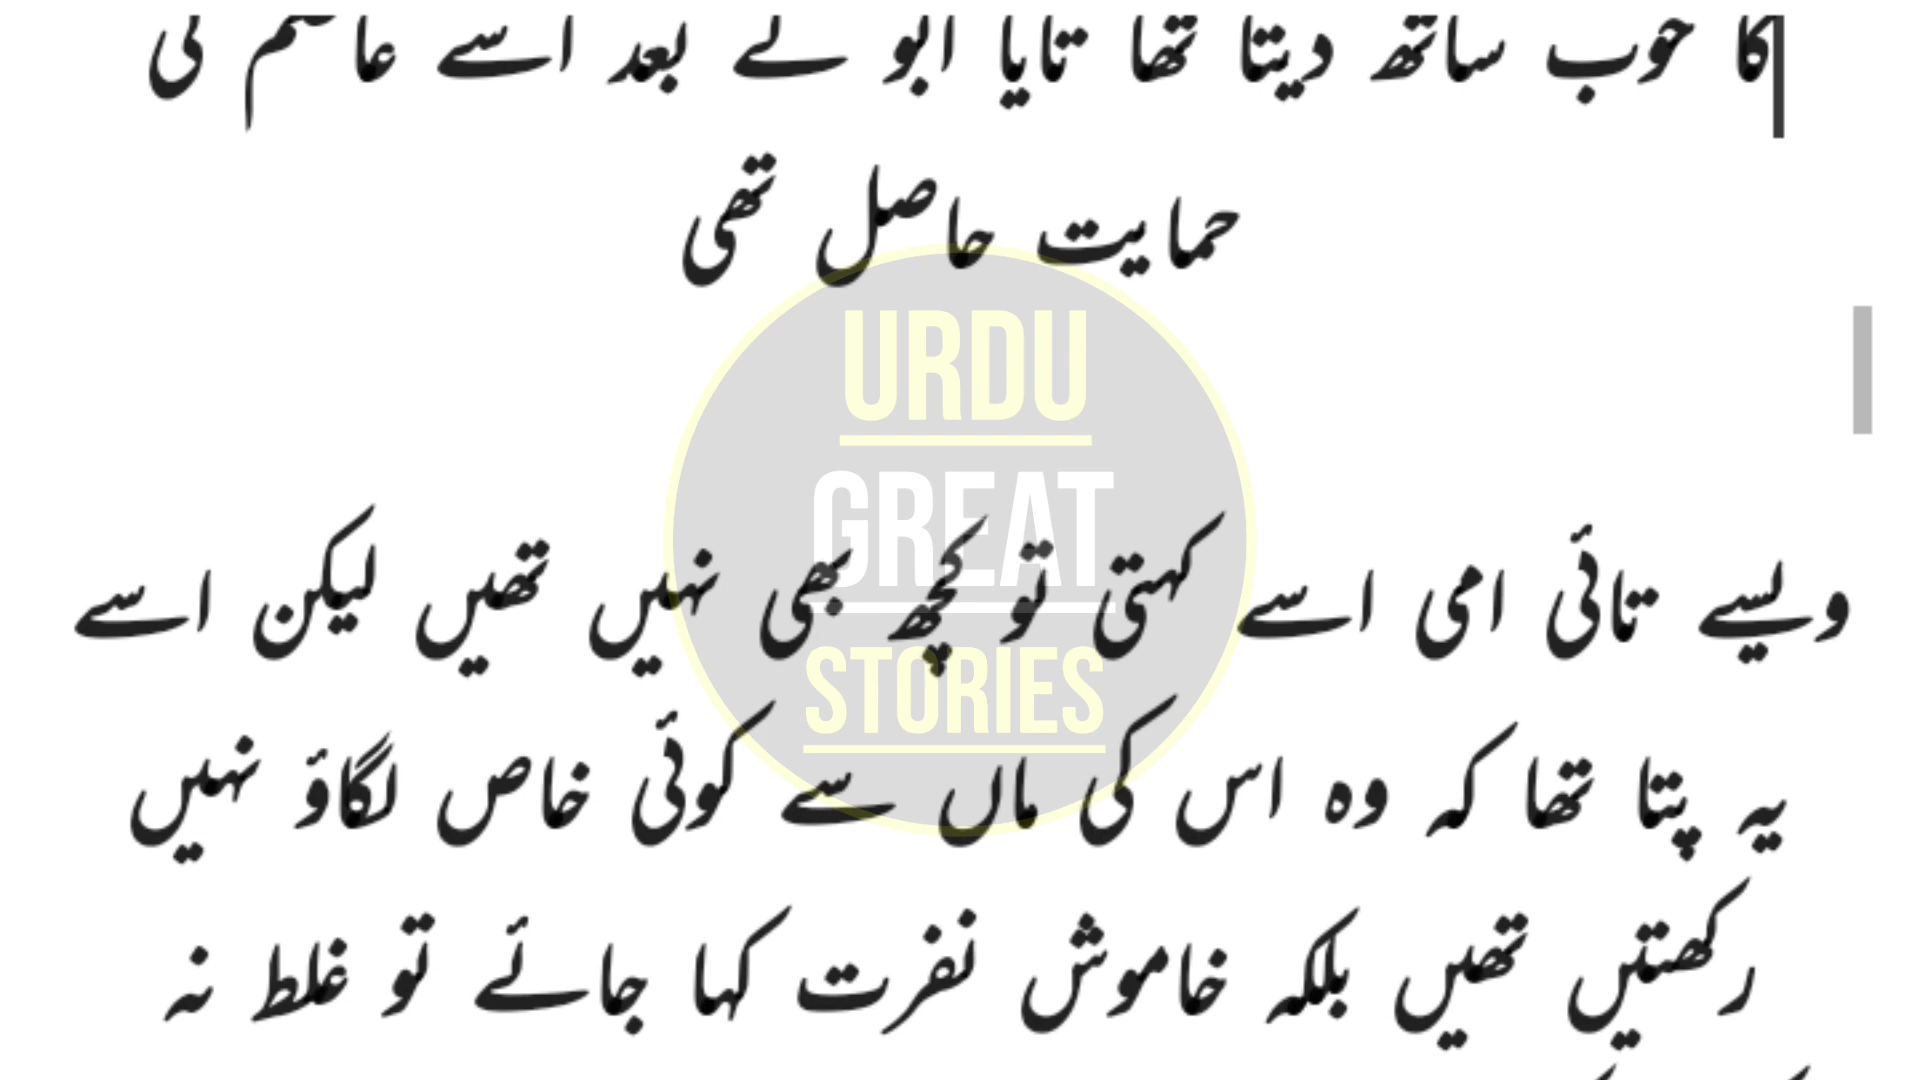 کا خوب ساتھ دیتا تھا تایا ابو کے بعد اسے عاصم کی
حمایت حاصل تھی
URDU
GREAT
STORIES
ویسے تائی امی اسے کہتی تو کچھ بھی نہیں تھیں لیکن اسے
یہ پتا تھا کہ وہ اس کی ماں سے کوئی خاص لگاؤ نہیں
رکھتیں تھیں بلکہ خاموش نفرت کہا جائے تو غلط نہ